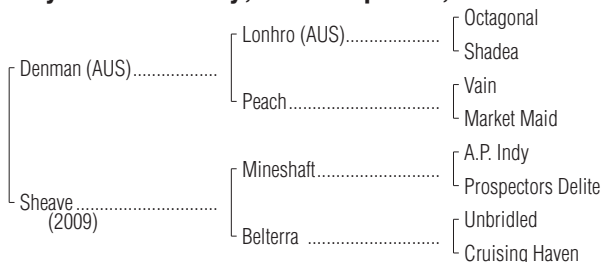 Octagonal
Lonhro (AUS)
Shadea
Denman (AUS)
Vain
Peach
Market Maid
A.P. Indy
Mineshaft
Prospectors Delite
Sheave
(2009)
Unbridled
Belterra
Cruising Haven